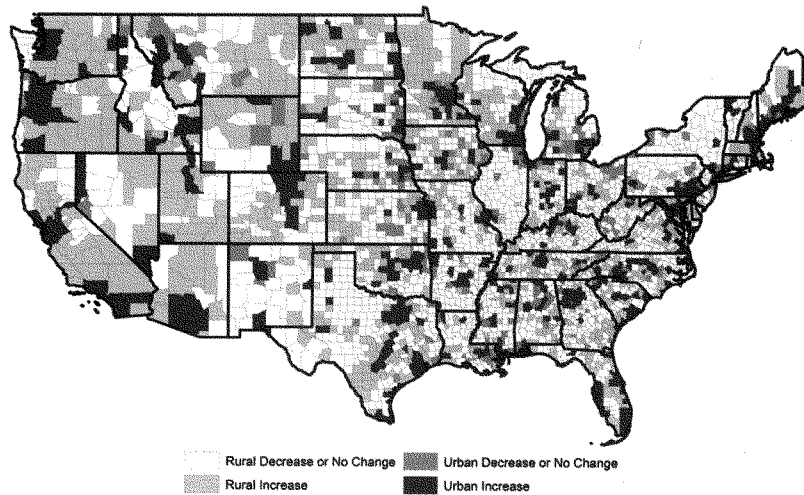 Rural Decrease or No Change Urban Decrease or No Change
Rural Increase Urban Increase